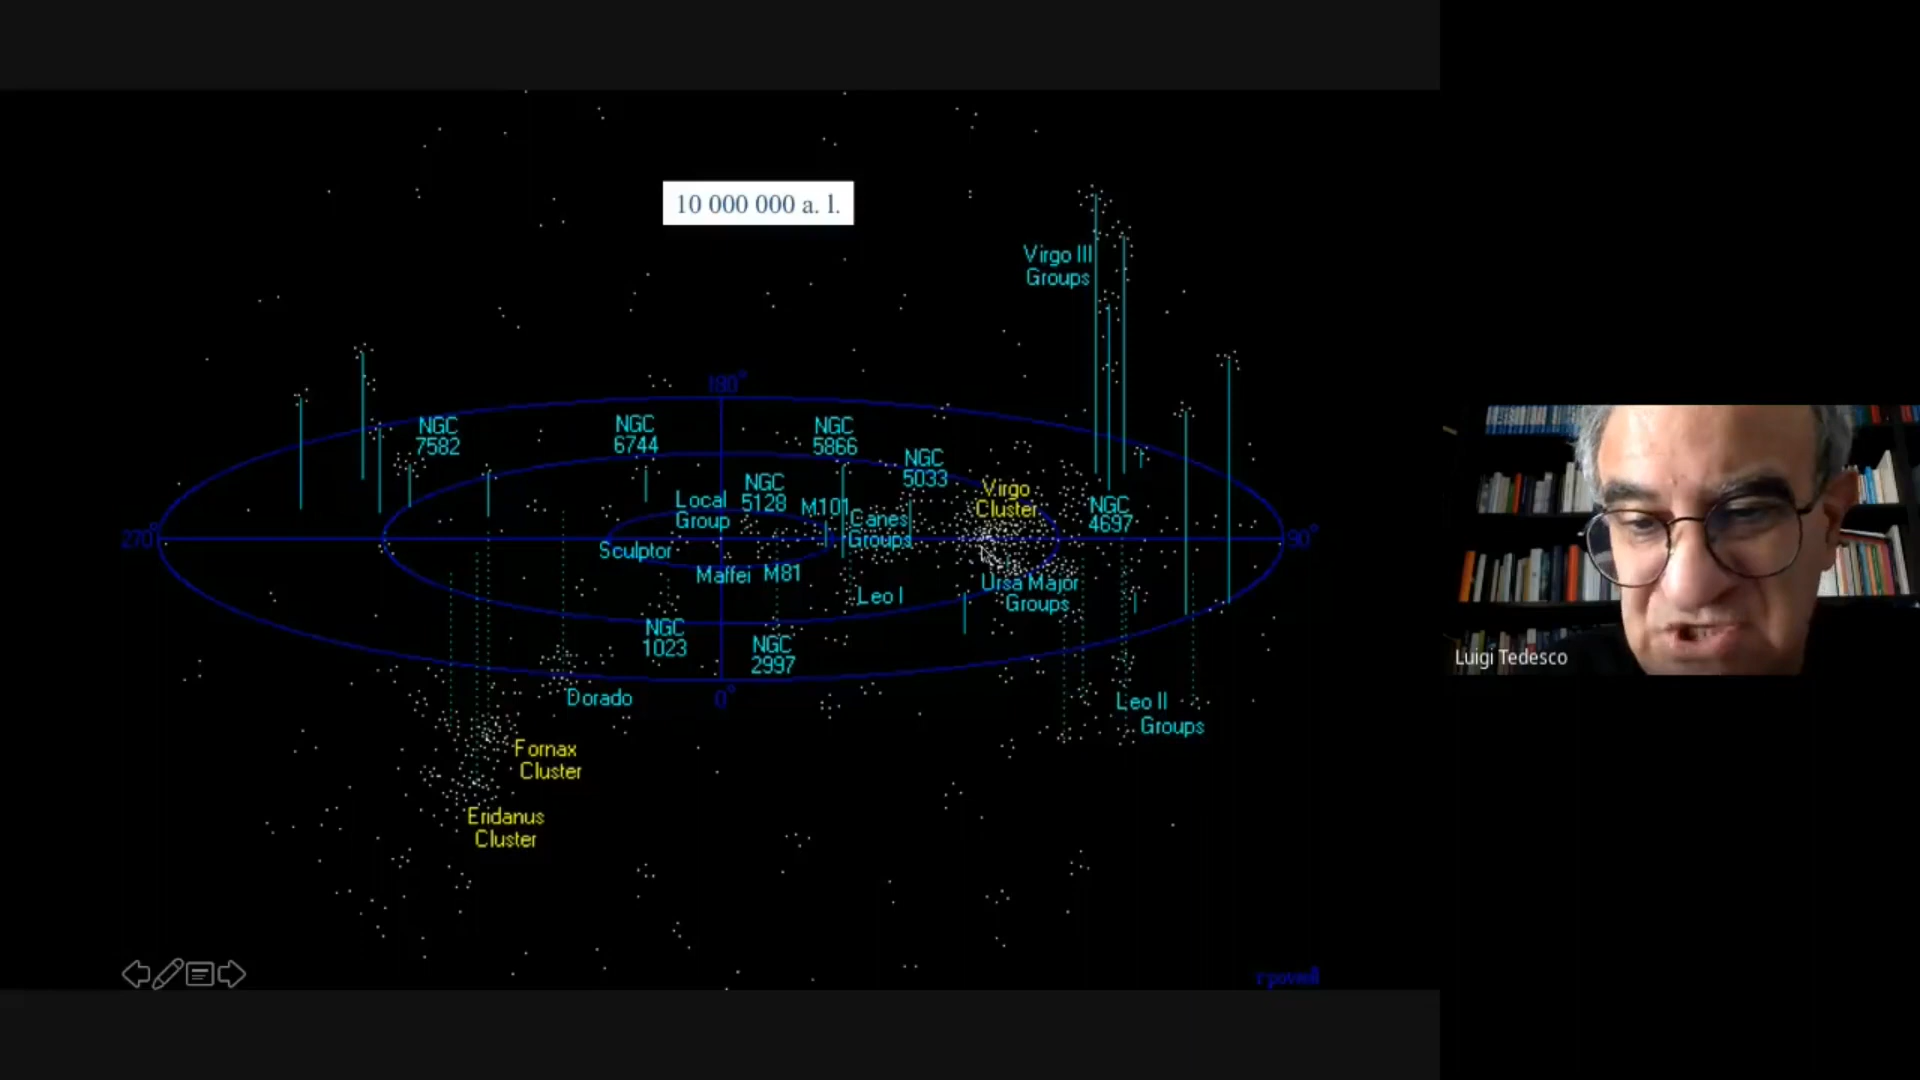 10 000 000 a. l.
Virgo III
Groups
180°
NGC
7582
NGC
6744
NGC
5866
NGC
5033
NGC
5128
Virgo
Cluster
Local
Group
M101
Canes
Groups
NGC
4697
270°
90°
Sculptor
Maffei
M81
Ursa Major
Groups
Leo I
NGC
1023
NGC
2997
Dorado
0°
Leo II
Groups
Fornax
Cluster
Eridanus
Cluster
rpowell
Luigi Tedesco